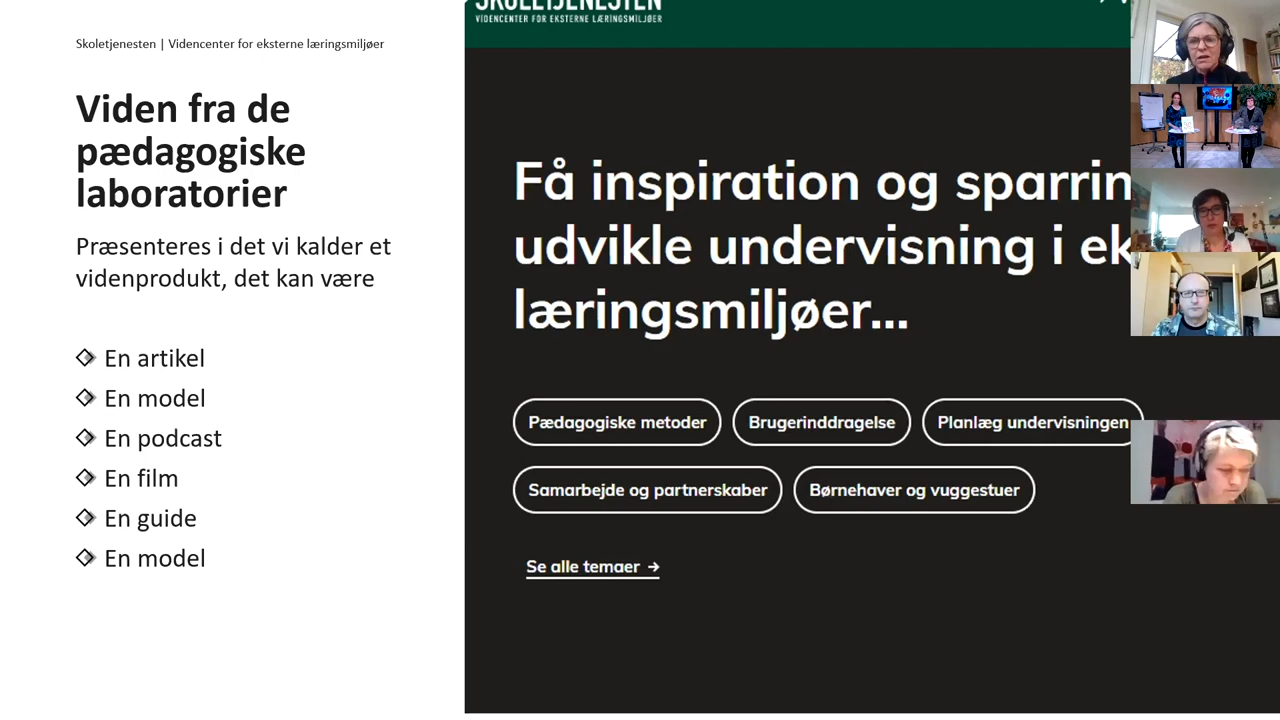 Skoletjenesten | Videncenter for eksterne læringsmiljøer
Viden fra de
pædagogiske
laboratorier
Præsenteres i det vi kalder et
videnprodukt, det kan være
En artikel
En model
En podcast
En film
En guide
En model
SKOLETJENESTEN
VIDENCENTER FOR EKSTERNE LÆRINGSMILJØER
Få inspiration og sparrin
udvikle undervisning i ek
læringsmiljøer...
Pædagogiske metoder
Brugerinddragelse
Planlæg undervisningen
Samarbejde og partnerskaber
Børnehaver og vuggestuer
Se alle temaer →